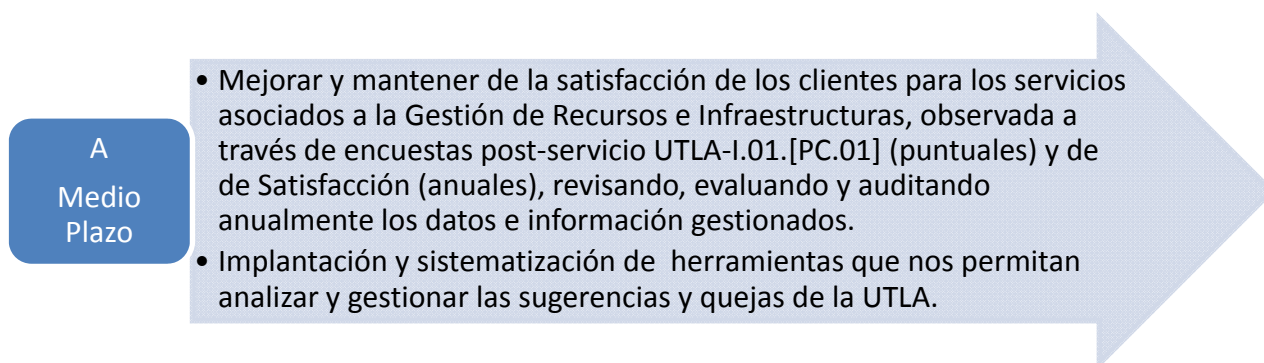 A
Medio
Plazo
• Mejorar y mantener de la satisfacción de los clientes para los servicios
asociados a la Gestión de Recursos e Infraestructuras, observada a
través de encuestas post-servicio UTLA-I.01.[PC.01] (puntuales) y de
de Satisfacción (anuales), revisando, evaluando y auditando
anualmente los datos e información gestionados.
• Implantación y sistematización de herramientas que nos permitan
analizar y gestionar las sugerencias y quejas de la UTLA.